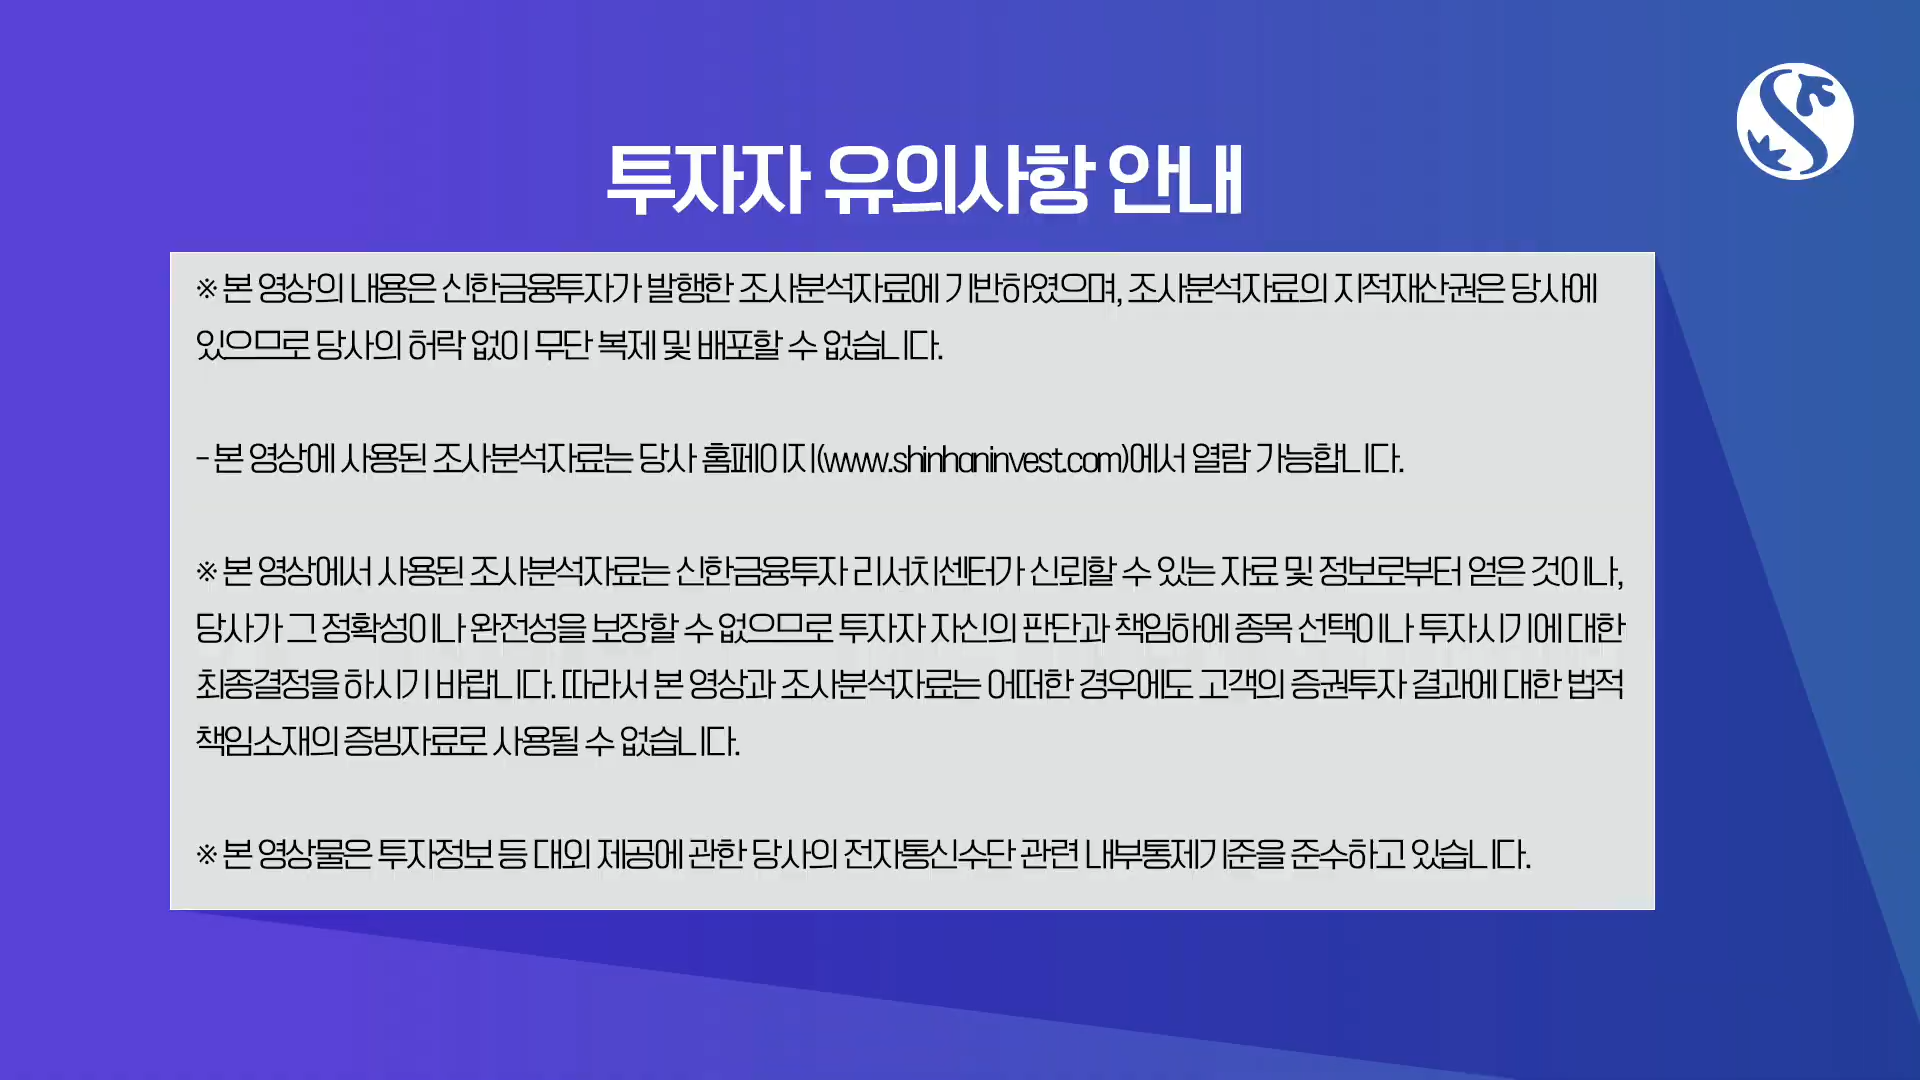 투자자 유의사항 안내
※ 본 영상의 내용은 신한금융투자가 발행한 조사분석자료에 기반하였으며, 조사분석자료의 지적재산권은 당사에
있으므로 당사의 허락 없이 무단 복제 및 배포할 수 없습니다.
- 본 영상에 사용된 조사분석자료는 당사 홈페이지(www.shinhaninvest.com)에서 열람 가능합니다.
※ 본 영상에서 사용된 조사분석자료는 신한금융투자 리서치센터가 신뢰할 수 있는 자료 및 정보로부터 얻은 것이나,
당사가 그 정확성이나 완전성을 보장할 수 없으므로 투자자 자신의 판단과 책임하에 종목 선택이나 투자시기에 대한
최종결정을 하시기 바랍니다. 따라서 본 영상과 조사분석자료는 어떠한 경우에도 고객의 증권투자 결과에 대한 법적
책임소재의 증빙자료로 사용될 수 없습니다.
※ 본 영상물은 투자정보 등 대외 제공에 관한 당사의 전자통신수단 관련 내부통제기준을 준수하고 있습니다.